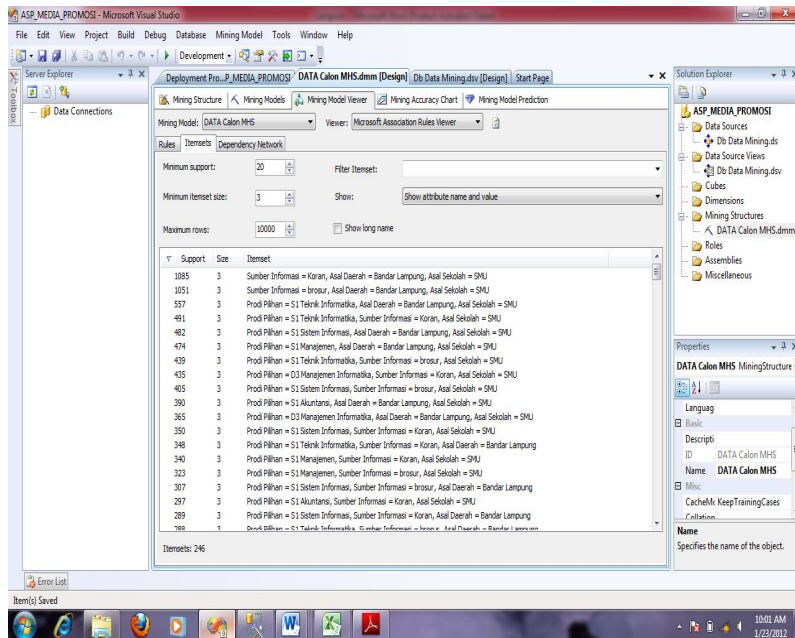 ASP_MEDIA_PROMOSI - Microsoft Visual Studio
File Edit View Project Build Debug Database Mining Model Tools Window Help
Development
Toolbox
Server Explorer
Data Connections
Deployment Pro...P_MEDIA_PROMOSI DATA Calon MHS.dmm [Design] Db Data Mining.dsv [Design] Start Page
Mining Structure Mining Models Mining Model Viewer Mining Accuracy Chart Mining Model Prediction
Mining Model: DATA Calon MHS Viewer: Microsoft Association Rules Viewer
Rules Itemsets Dependency Network
Minimum support: 20 Filter Itemset:
Minimum itemset size: 3 Show: Show attribute name and value
Maximum rows: 10000 Show long name
Support Size Itemset
1085 3 Sumber Informasi = Koran, Asal Daerah = Bandar Lampung, Asal Sekolah = SMU
1051 3 Sumber Informasi = brosur, Asal Daerah = Bandar Lampung, Asal Sekolah = SMU
557 3 Prodi Pilihan = S1 Teknik Informatika, Asal Daerah = Bandar Lampung, Asal Sekolah = SMU
491 3 Prodi Pilihan = S1 Teknik Informatika, Sumber Informasi = Koran, Asal Sekolah = SMU
482 3 Prodi Pilihan = S1 Sistem Informasi, Asal Daerah = Bandar Lampung, Asal Sekolah = SMU
474 3 Prodi Pilihan = S1 Manajemen, Asal Daerah = Bandar Lampung, Asal Sekolah = SMU
439 3 Prodi Pilihan = S1 Teknik Informatika, Sumber Informasi = brosur, Asal Sekolah = SMU
435 3 Prodi Pilihan = D3 Manajemen Informatika, Sumber Informasi = Koran, Asal Sekolah = SMU
405 3 Prodi Pilihan = S1 Sistem Informasi, Sumber Informasi = brosur, Asal Sekolah = SMU
390 3 Prodi Pilihan = S1 Akuntansi, Asal Daerah = Bandar Lampung, Asal Sekolah = SMU
365 3 Prodi Pilihan = D3 Manajemen Informatika, Asal Daerah = Bandar Lampung, Asal Sekolah = SMU
350 3 Prodi Pilihan = S1 Sistem Informasi, Sumber Informasi = Koran, Asal Sekolah = SMU
348 3 Prodi Pilihan = S1 Teknik Informatika, Sumber Informasi = Koran, Asal Daerah = Bandar Lampung
340 3 Prodi Pilihan = S1 Manajemen, Sumber Informasi = Koran, Asal Sekolah = SMU
323 3 Prodi Pilihan = S1 Manajemen, Sumber Informasi = brosur, Asal Sekolah = SMU
307 3 Prodi Pilihan = S1 Sistem Informasi, Sumber Informasi = brosur, Asal Daerah = Bandar Lampung
297 3 Prodi Pilihan = S1 Akuntansi, Sumber Informasi = Koran, Asal Sekolah = SMU
289 3 Prodi Pilihan = S1 Sistem Informasi, Sumber Informasi = Koran, Asal Daerah = Bandar Lampung
288 3 Prodi Pilihan = S1 Teknik Informatika, Sumber Informasi = brosur, Asal Daerah = Bandar Lampung
Itemsets: 246
Solution Explorer
ASP_MEDIA_PROMOSI
Data Sources
Db Data Mining.ds
Data Source Views
Db Data Mining.dsv
Cubes
Dimensions
Mining Structures
DATA Calon MHS.dmm
Roles
Assemblies
Miscellaneous
Properties
DATA Calon MHS MiningStructure
Languag
Basic
Descripti
ID DATA Calon MHS
Name DATA Calon MHS
Misc
CacheMc KeepTrainingCases
Collation
Name
Specifies the name of the object.
Error List
Item(s) Saved
10:01 AM
1/23/2012